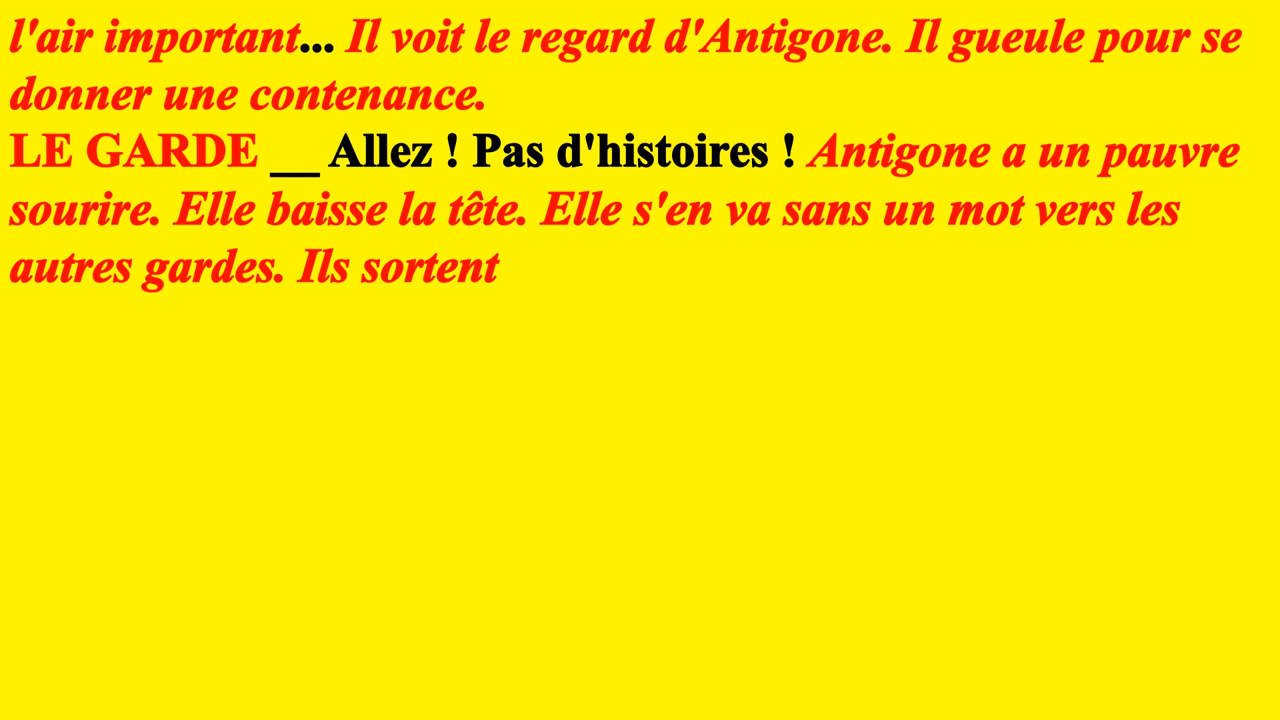 l'air important... Il voit le regard d'Antigone. Il gueule pour se
donner une contenance.
LE GARDE __ Allez ! Pas d'histoires ! Antigone a un pauvre
sourire. Elle baisse la tête. Elle s'en va sans un mot vers les
autres gardes. Ils sortent